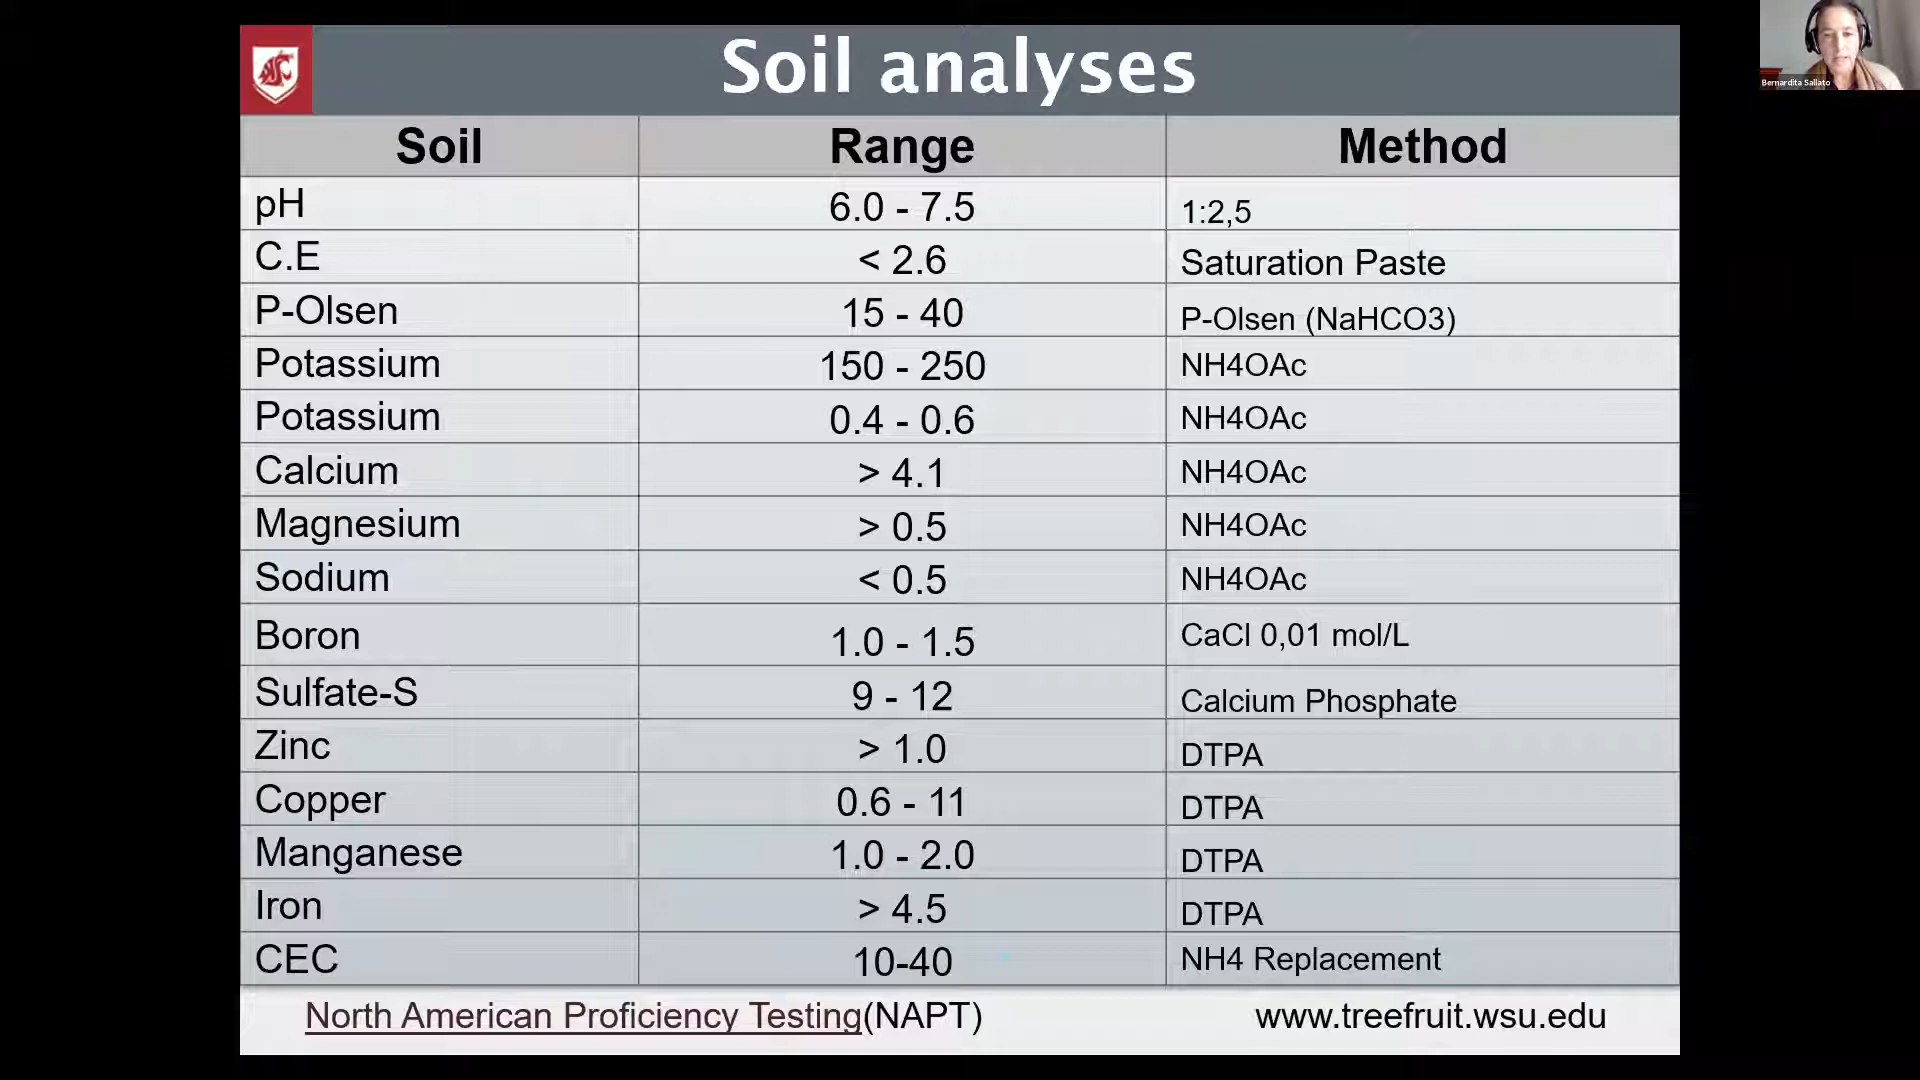 Soil analyses
Bernardita Sallato
Soil Range Method
pH 6.0 - 7.5 1:2,5
C.E < 2.6 Saturation Paste
P-Olsen 15 - 40 P-Olsen (NaHCO3)
Potassium 150 - 250 NH4OAc
Potassium 0.4 - 0.6 NH4OAc
Calcium > 4.1 NH4OAc
Magnesium > 0.5 NH4OAc
Sodium < 0.5 NH4OAc
Boron 1.0 - 1.5 CaCl 0,01 mol/L
Sulfate-S 9 - 12 Calcium Phosphate
Zinc > 1.0 DTPA
Copper 0.6 - 11 DTPA
Manganese 1.0 - 2.0 DTPA
Iron > 4.5 DTPA
CEC 10-40 NH4 Replacement
North American Proficiency Testing(NAPT) www.treefruit.wsu.edu